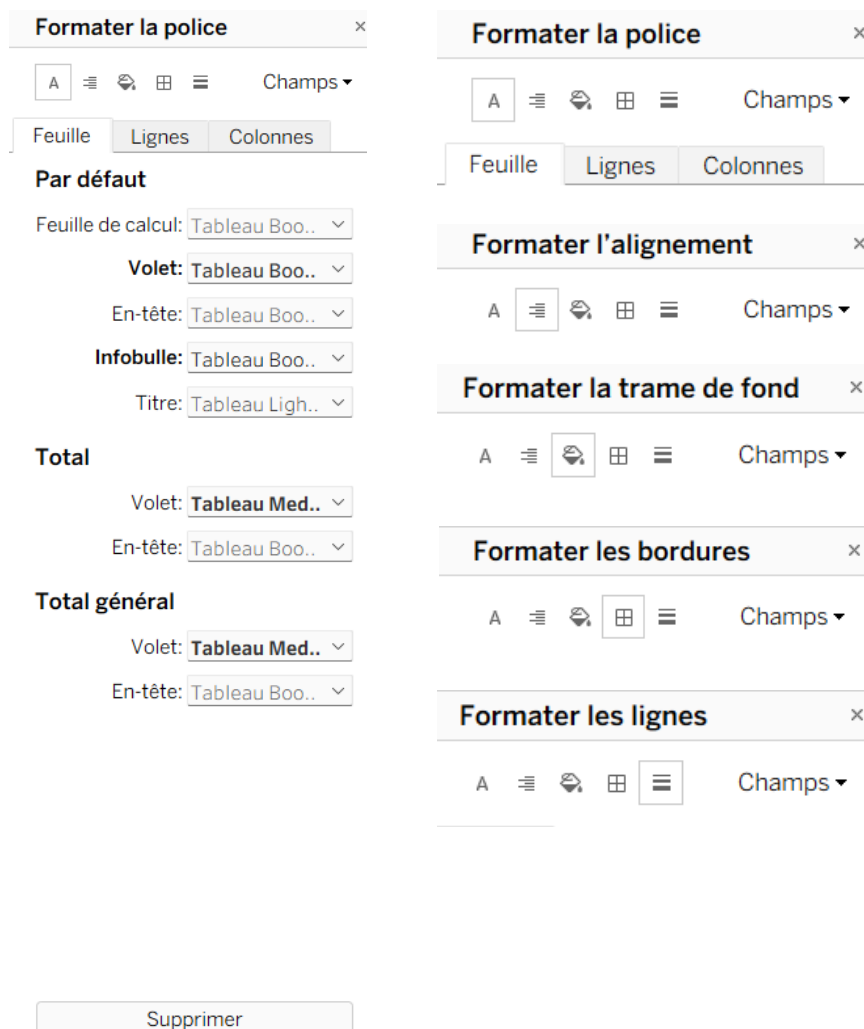 Formater la police ×
A Champs
Feuille Lignes Colonnes
Par défaut
Feuille de calcul: Tableau Boo..
Volet: Tableau Boo..
En-tête: Tableau Boo..
Infobulle: Tableau Boo..
Titre: Tableau Ligh..
Total
Volet: Tableau Med..
En-tête: Tableau Boo..
Total général
Volet: Tableau Med..
En-tête: Tableau Boo..
Supprimer
Formater la police ×
A Champs
Feuille Lignes Colonnes
Formater l'alignement ×
A Champs
Formater la trame de fond ×
A Champs
Formater les bordures ×
A Champs
Formater les lignes ×
A Champs